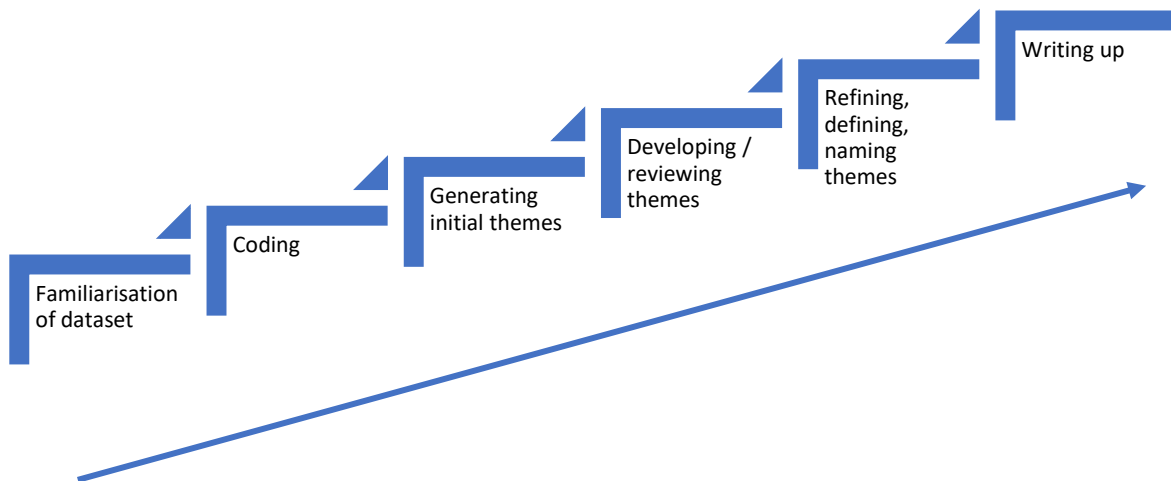 Familiarisation
of dataset
Coding
Generating
initial themes
Developing /
reviewing
themes
Refining,
defining,
naming
themes
Writing up